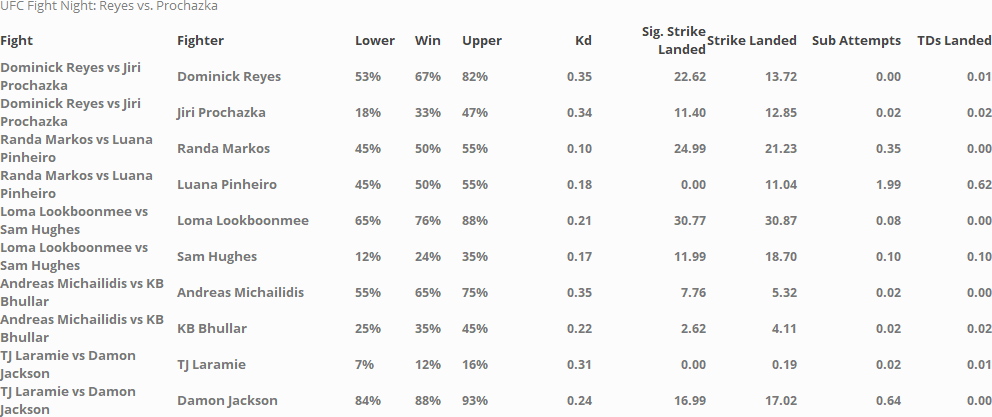 UFC Fight Night: Reyes vs. Prochazka
Fight Fighter Lower Win Upper Kd Sig. Strike Landed Strike Landed Sub Attempts TDs Landed
Dominick Reyes vs Jiri Prochazka Dominick Reyes 53% 67% 82% 0.35 22.62 13.72 0.00 0.01
Dominick Reyes vs Jiri Prochazka Jiri Prochazka 18% 33% 47% 0.34 11.40 12.85 0.02 0.02
Randa Markos vs Luana Pinheiro Randa Markos 45% 50% 55% 0.10 24.99 21.23 0.35 0.00
Randa Markos vs Luana Pinheiro Luana Pinheiro 45% 50% 55% 0.18 0.00 11.04 1.99 0.62
Loma Lookboonmee vs Sam Hughes Loma Lookboonmee 65% 76% 88% 0.21 30.77 30.87 0.08 0.00
Loma Lookboonmee vs Sam Hughes Sam Hughes 12% 24% 35% 0.17 11.99 18.70 0.10 0.10
Andreas Michailidis vs KB Bhullar Andreas Michailidis 55% 65% 75% 0.35 7.76 5.32 0.02 0.00
Andreas Michailidis vs KB Bhullar KB Bhullar 25% 35% 45% 0.22 2.62 4.11 0.02 0.02
TJ Laramie vs Damon Jackson TJ Laramie 7% 12% 16% 0.31 0.00 0.19 0.02 0.01
TJ Laramie vs Damon Jackson Damon Jackson 84% 88% 93% 0.24 16.99 17.02 0.64 0.00